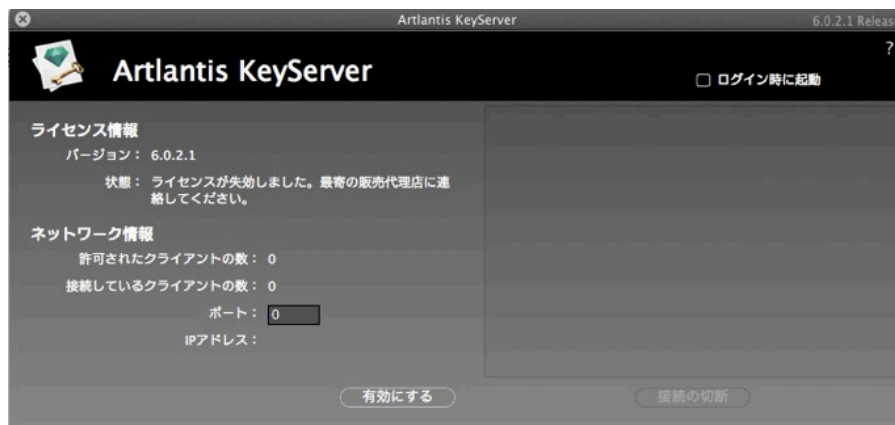 Artlantis KeyServer
6.0.2.1
?
Artlantis KeyServer
ログイン時に起動
ライセンス情報
バージョン： 6.0.2.1
状態： ライセンスが失効しました。最寄の販売代理店に連
絡してください。
ネットワーク情報
許可されたクライアントの数： 0
接続しているクライアントの数： 0
ポート： 0
IPアドレス：
有効にする
接続の切断